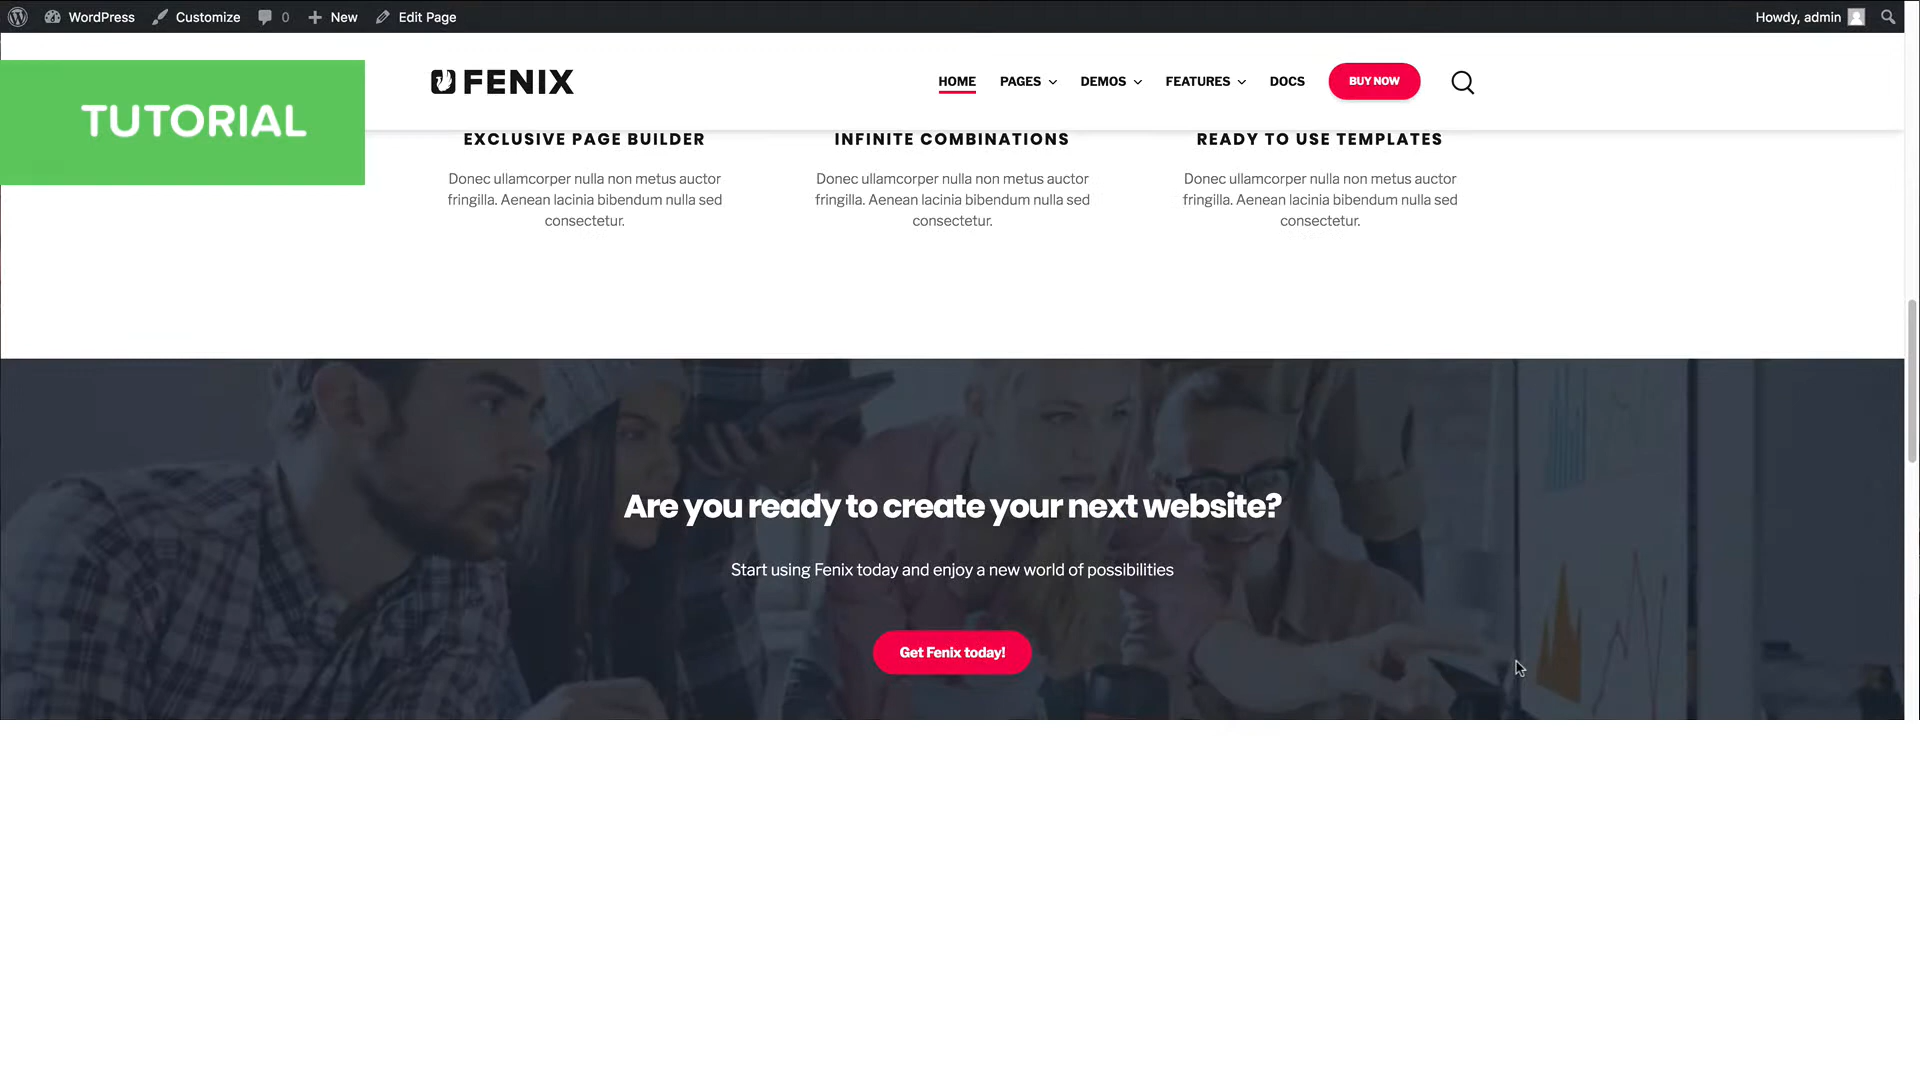 WordPress Customize 0 New Edit Page Howdy, admin
TUTORIAL
FENIX HOME PAGES DEMOS FEATURES DOCS BUY NOW
EXCLUSIVE PAGE BUILDER
Donec ullamcorper nulla non metus auctor
fringilla. Aenean lacinia bibendum nulla sed
consectetur.
INFINITE COMBINATIONS
Donec ullamcorper nulla non metus auctor
fringilla. Aenean lacinia bibendum nulla sed
consectetur.
READY TO USE TEMPLATES
Donec ullamcorper nulla non metus auctor
fringilla. Aenean lacinia bibendum nulla sed
consectetur.
Are you ready to create your next website?
Start using Fenix today and enjoy a new world of possibilities
Get Fenix today!